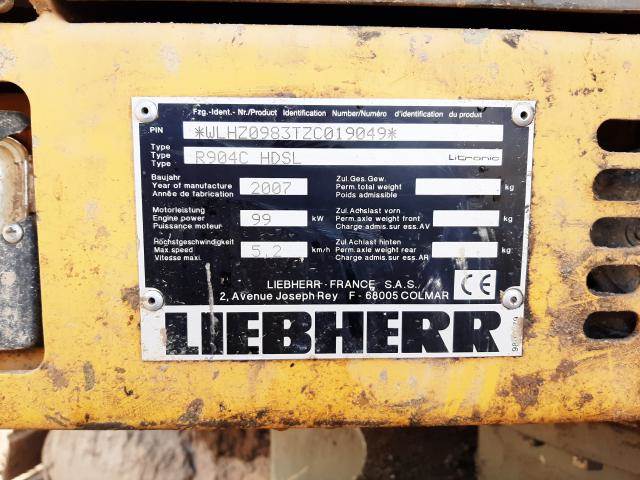 Fzg.-Ident.- Nr./Product Identification Number/Numéro d'identification du produit
PIN *WLHZ0983TZC019049*
Type
Type R904C HDSL Litronic
Type
Baujahr
Year of manufacture 2007
Année de fabrication
Zul.Ges.Gew.
Perm.total weight kg
Poids admissible
Motorleistung
Engine power 99 kW
Puissance moteur
Zul.Achslast vorn
Perm.axle weight front kg
Charge admis.sur ess.AV
Höchstgeschwindigkeit
Max.speed 5,2 km/h
Vitesse maxi.
Zul.Achslast hinten
Perm.axle weight rear kg
Charge admis.sur ess.AR
LIEBHERR - FRANCE S.A.S.
2, Avenue Joseph Rey F - 68005 COLMAR
CE
LIEBHERR